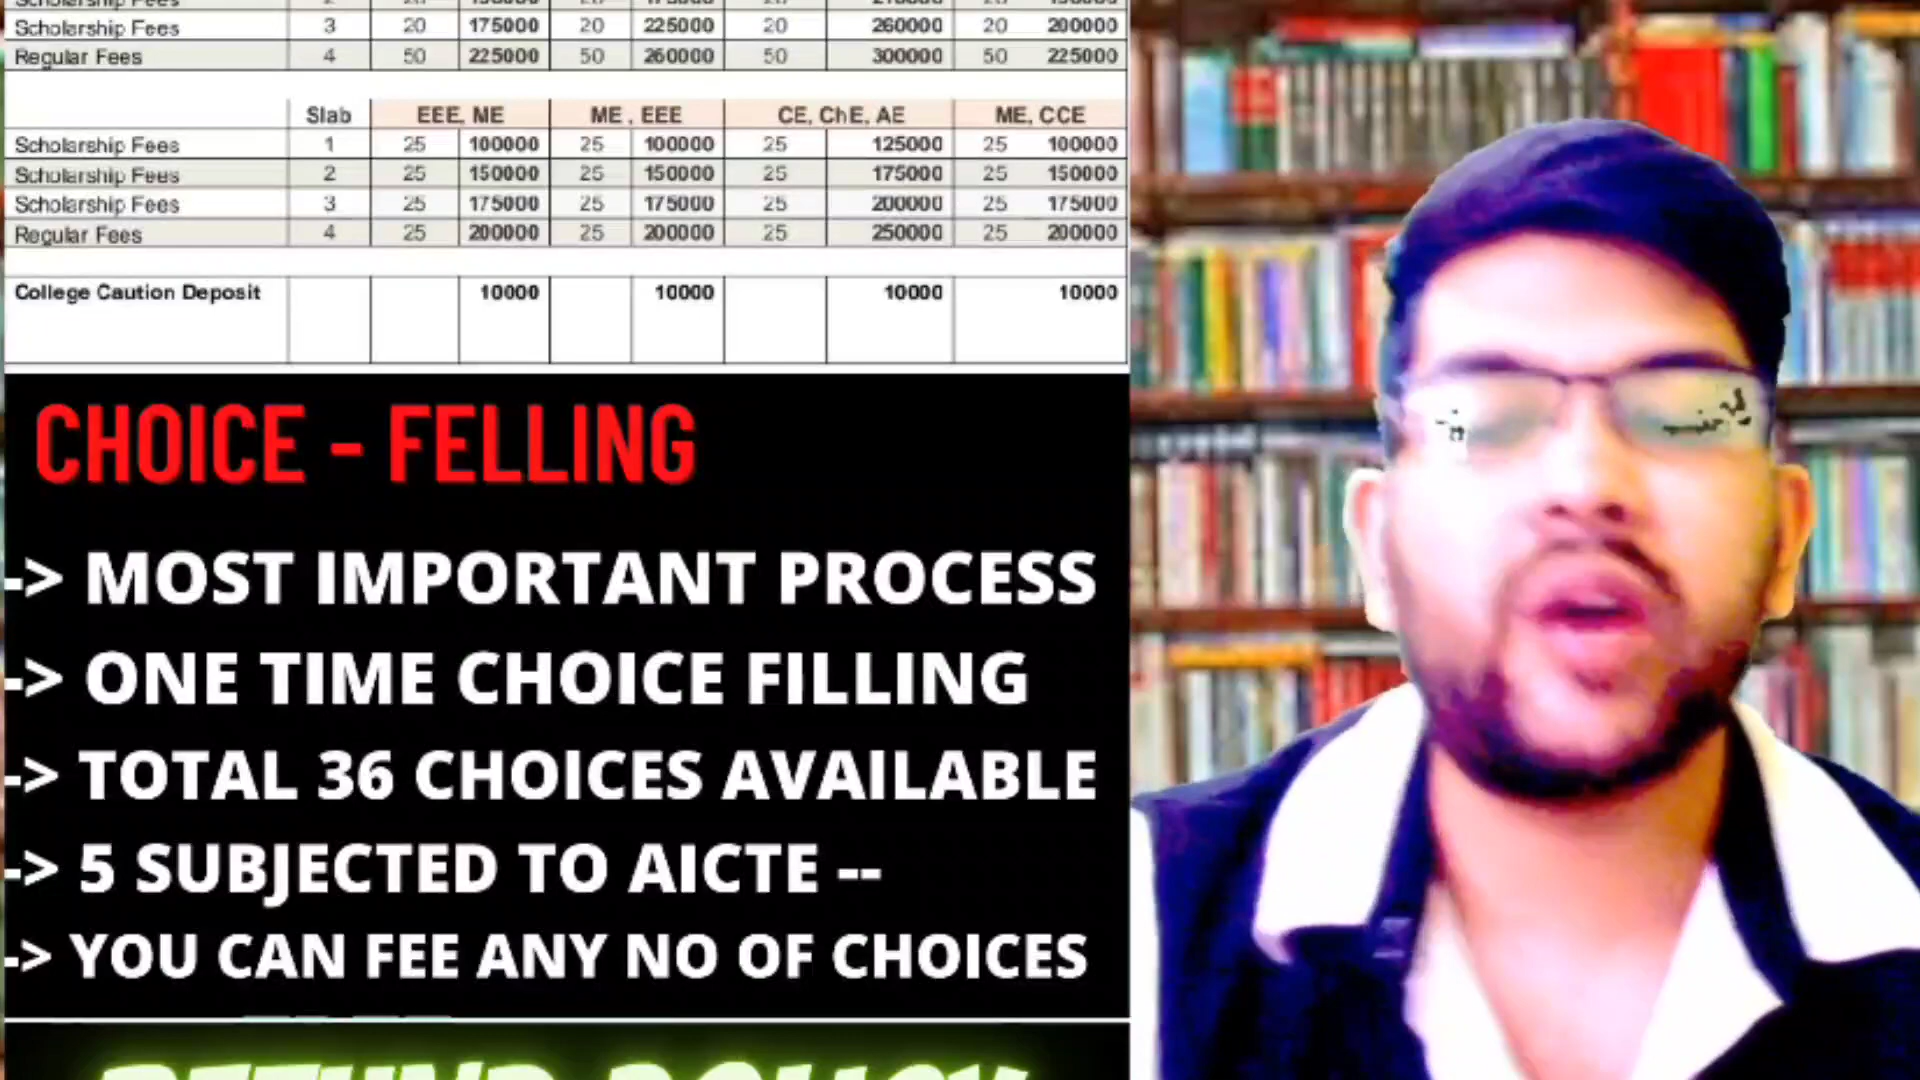 Scholarship Fees 3 20 175000 20 225000 20 260000 20 200000
Regular Fees 4 50 225000 50 260000 50 300000 50 225000
Slab EEE, ME ME , EEE CE, ChE, AE ME, CCE
Scholarship Fees 1 25 100000 25 100000 25 125000 25 100000
Scholarship Fees 2 25 150000 25 150000 25 175000 25 150000
Scholarship Fees 3 25 175000 25 175000 25 200000 25 175000
Regular Fees 4 25 200000 25 200000 25 250000 25 200000
College Caution Deposit 10000 10000 10000 10000
CHOICE - FELLING
-> MOST IMPORTANT PROCESS
-> ONE TIME CHOICE FILLING
-> TOTAL 36 CHOICES AVAILABLE
-> 5 SUBJECTED TO AICTE --
-> YOU CAN FEE ANY NO OF CHOICES
REFUND POLICY